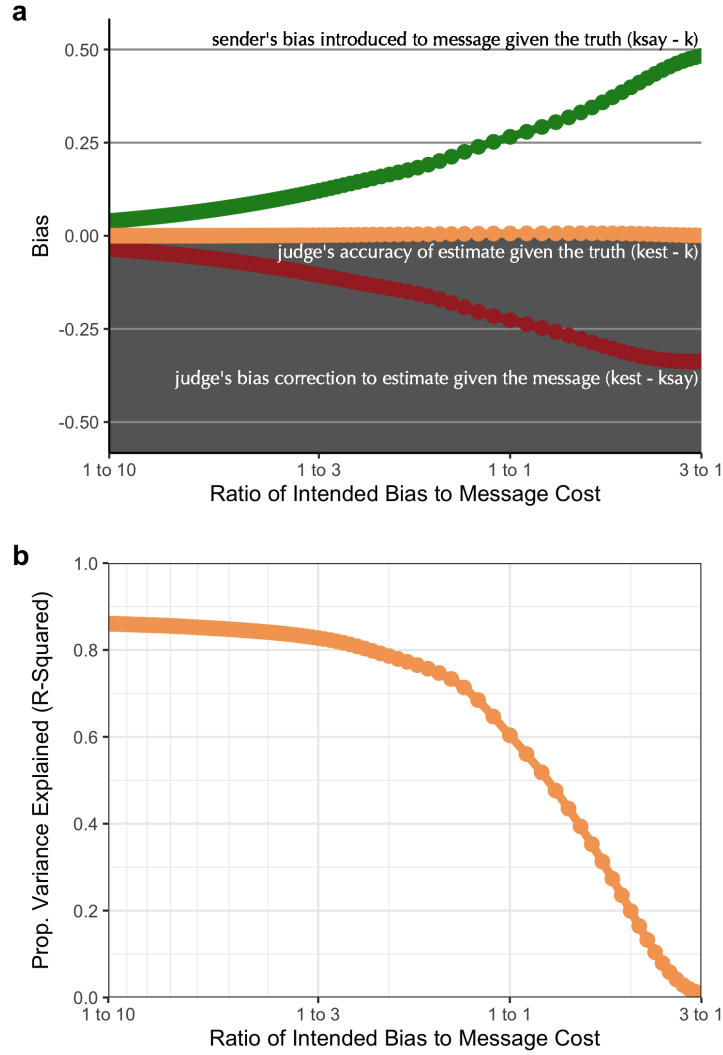 a
sender's bias introduced to message given the truth (ksay - k)
0.50
0.25
Bias
0.00
judge's accuracy of estimate given the truth (kest - k)
-0.25
judge's bias correction to estimate given the message (kest - ksay)
-0.50
1 to 10 1 to 3 1 to 1 3 to 1
Ratio of Intended Bias to Message Cost
b
Prop. Variance Explained (R-Squared)
1.0
0.8
0.6
0.4
0.2
0.0
1 to 10 1 to 3 1 to 1 3 to 1
Ratio of Intended Bias to Message Cost